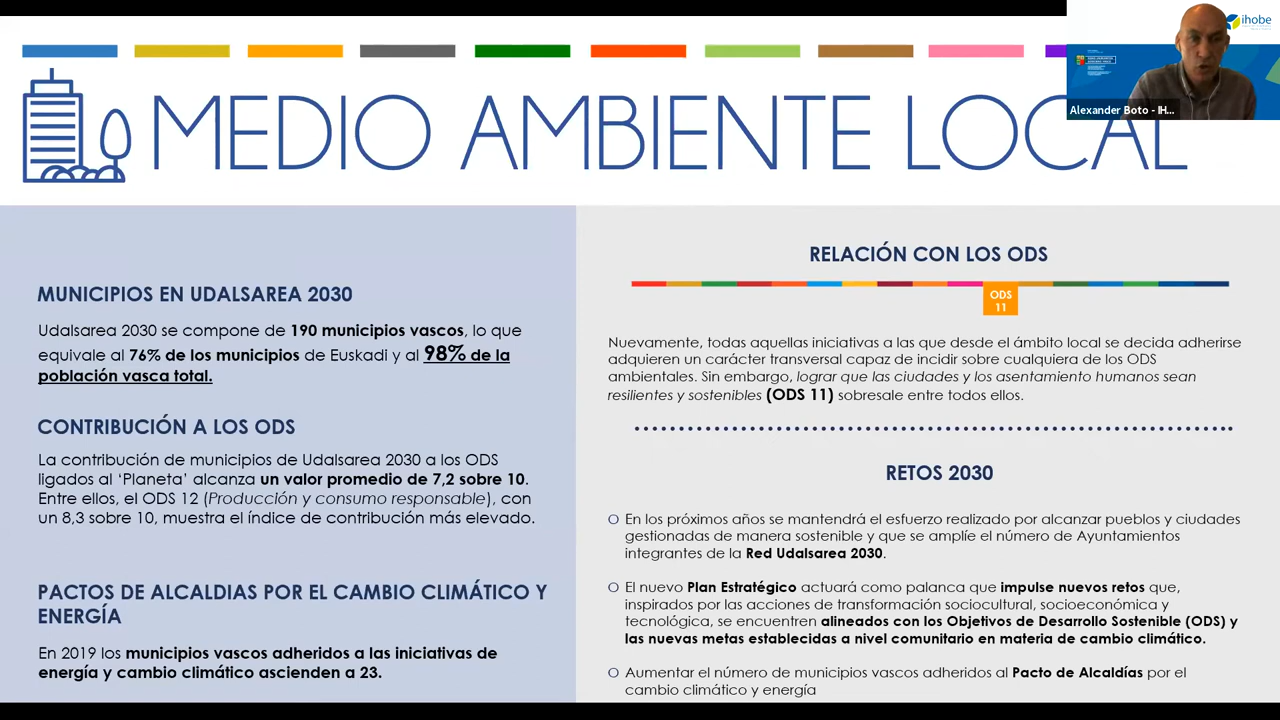 ihobe
Alexander Boto - IH...
MEDIO AMBIENTE LOCAL
MUNICIPIOS EN UDALSAREA 2030
Udalsarea 2030 se compone de 190 municipios vascos, lo que
equivale al 76% de los municipios de Euskadi y al 98% de la
población vasca total.
CONTRIBUCIÓN A LOS ODS
La contribución de municipios de Udalsarea 2030 a los ODS
ligados al ‘Planeta’ alcanza un valor promedio de 7,2 sobre 10.
Entre ellos, el ODS 12 (Producción y consumo responsable), con
un 8,3 sobre 10, muestra el índice de contribución más elevado.
PACTOS DE ALCALDIAS POR EL CAMBIO CLIMÁTICO Y
ENERGÍA
En 2019 los municipios vascos adheridos a las iniciativas de
energía y cambio climático ascienden a 23.
RELACIÓN CON LOS ODS
ODS
11
Nuevamente, todas aquellas iniciativas a las que desde el ámbito local se decida adherirse
adquieren un carácter transversal capaz de incidir sobre cualquiera de los ODS
ambientales. Sin embargo, lograr que las ciudades y los asentamiento humanos sean
resilientes y sostenibles (ODS 11) sobresale entre todos ellos.
RETOS 2030
En los próximos años se mantendrá el esfuerzo realizado por alcanzar pueblos y ciudades
gestionadas de manera sostenible y que se amplíe el número de Ayuntamientos
integrantes de la Red Udalsarea 2030.
El nuevo Plan Estratégico actuará como palanca que impulse nuevos retos que,
inspirados por las acciones de transformación sociocultural, socioeconómica y
tecnológica, se encuentren alineados con los Objetivos de Desarrollo Sostenible (ODS) y
las nuevas metas establecidas a nivel comunitario en materia de cambio climático.
Aumentar el número de municipios vascos adheridos al Pacto de Alcaldías por el
cambio climático y energía